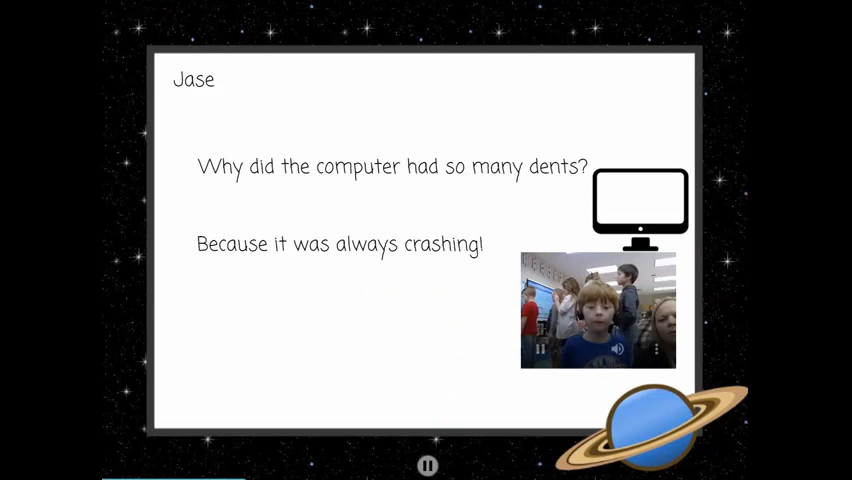 Jase
Why did the computer had so many dents?
Because it was always crashing!